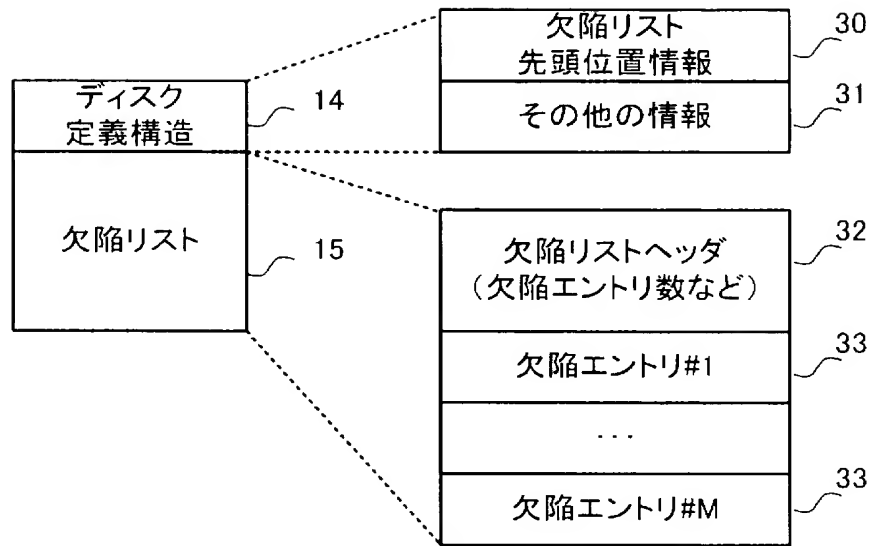 ディスク
定義構造
14
欠陥リスト
15
欠陥リスト
先頭位置情報
30
その他の情報
31
欠陥リストヘッダ
(欠陥エントリ数など)
32
欠陥エントリ#1
33
...
欠陥エントリ#M
33